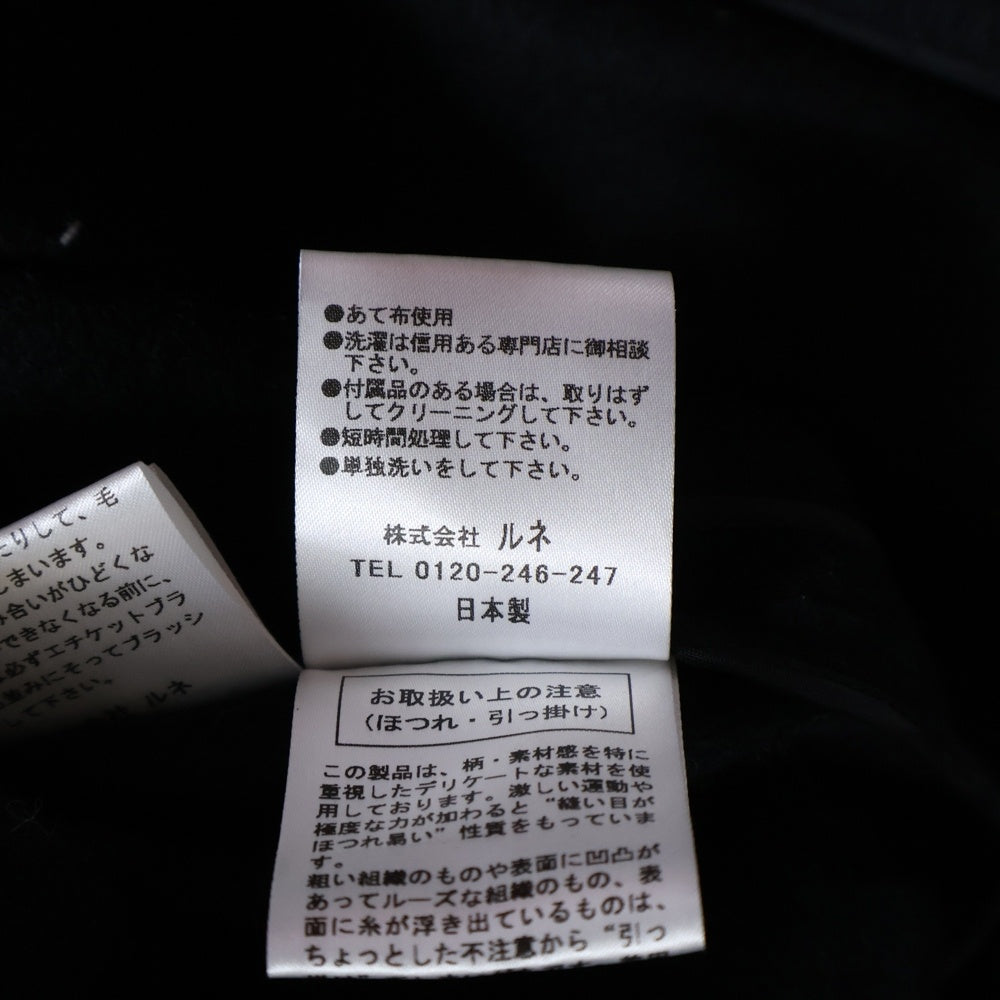 ●あて布使用
●洗濯は信用ある専門店に御相談
下さい。
●付属品のある場合は、取りはず
してクリーニングして下さい。
●短時間処理して下さい。
●単独洗いをして下さい。
株式会社 ルネ
TEL 0120-246-247
日本製
たりして、毛
しまいます。
み合いがひどくな
できなくなる前に、
必ずエチケットブラ
並みにそってブラッシ
して下さい。
ルネ
お取扱い上の注意
(ほつれ・引っ掛け)
この製品は、柄・素材感を特に
重視したデリケートな素材を使
用しております。激しい運動や
極度な力が加わると“縫い目が
ほつれ易い”性質をもっていま
す。
粗い組織のものや表面に凹凸が
あってルーズな組織のもの、表
面に糸が浮き出ているものは、
ちょっとした不注意から“引っ